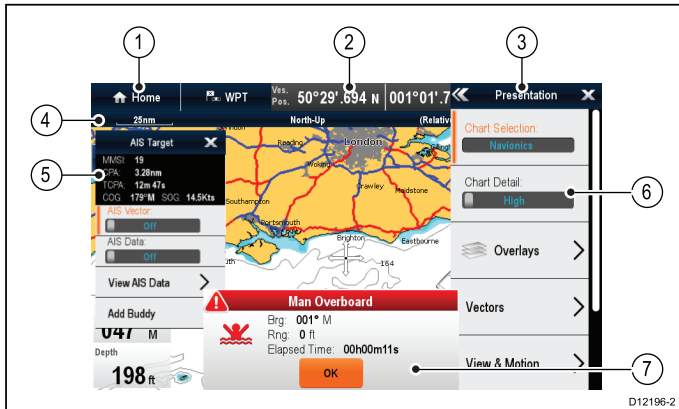 1
2
3
Home
WPT
Ves. Pos. 50°29'.694 N 001°01'.7
Presentation
4
25nm
North-Up
(Relativ
AIS Target
5
MMSI: 19
CPA: 3.28nm
TCPA: 12m 47s
COG: 179°M SOG: 14.5Kts
AIS Vector:
Off
AIS Data:
Off
View AIS Data
Add Buddy
047 M
Depth
198 ft
Reading
London
Woking
Gilling
Crawley
Maidstone
Southampton
Portsmouth
Brighton
Eastbourne
164
Chart Selection:
Navionics
Chart Detail:
High
6
Overlays
Vectors
View & Motion
Man Overboard
Brg: 001° M
Rng: 0 ft
Elapsed Time: 00h00m11s
OK
7
D12196-2